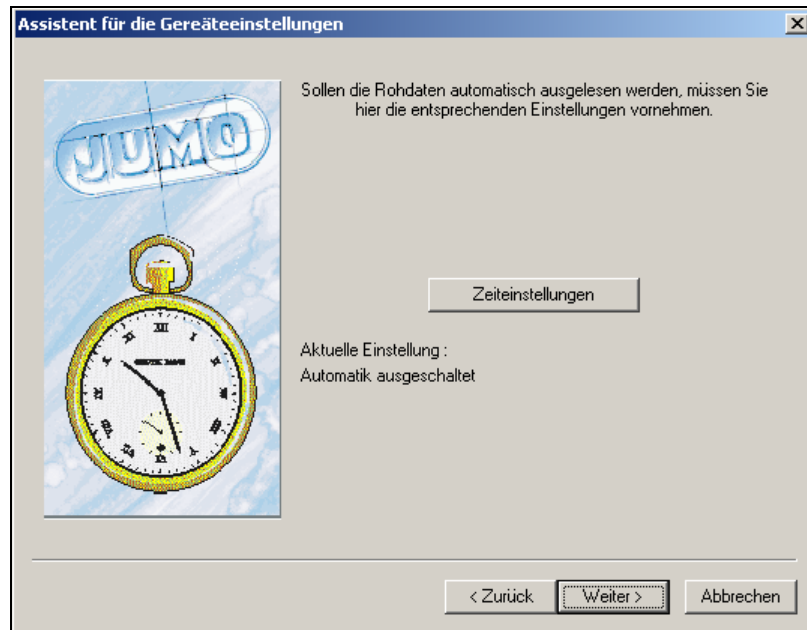 Assistent für die Gereäteeinstellungen
JUMO
Sollen die Rohdaten automatisch ausgelesen werden, müssen Sie
hier die entsprechenden Einstellungen vornehmen.
Zeiteinstellungen
Aktuelle Einstellung :
Automatik ausgeschaltet
< Zurück
Weiter >
Abbrechen